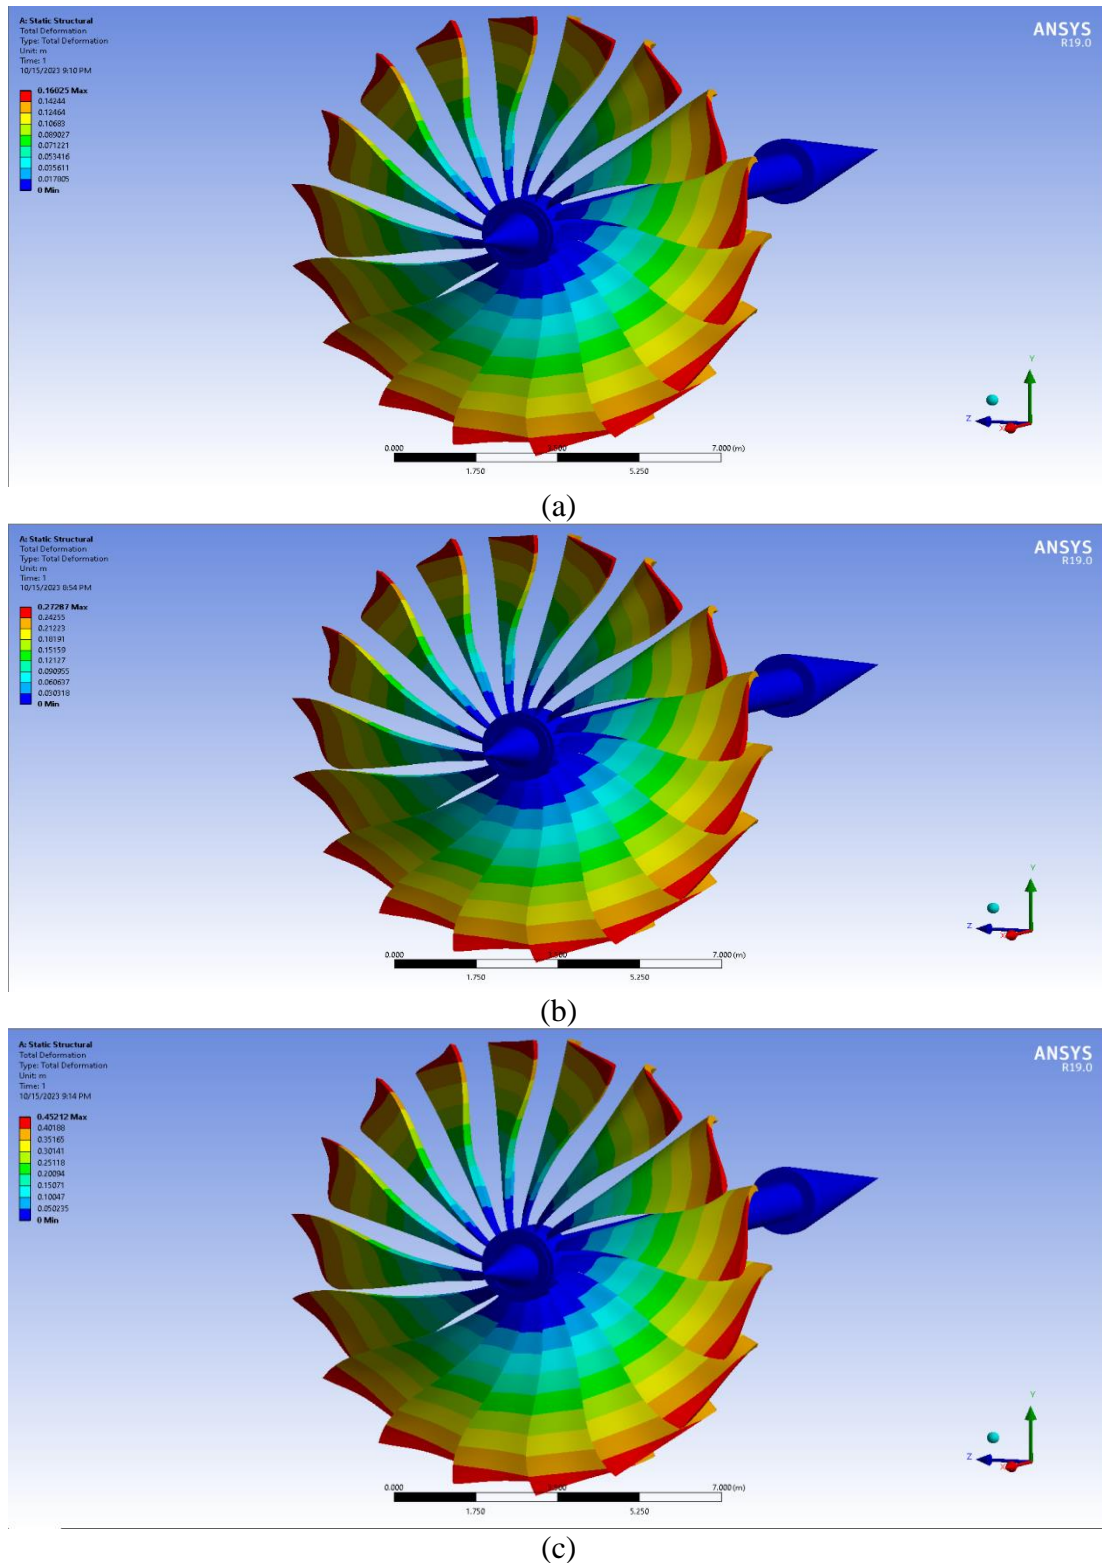 A: Static Structural
Total Deformation
Type: Total Deformation
Unit: m
Time: 1
10/15/2023 9:10 PM
0.16025 Max
0.14244
0.12464
0.10683
0.089027
0.071221
0.053416
0.035611
0.017805
0 Min
ANSYS
R19.0
Y
Z
X
0.000
7.000 (m)
1.750
5.250
(a)
A: Static Structural
Total Deformation
Type: Total Deformation
Unit: m
Time: 1
10/15/2023 8:54 PM
0.27287 Max
0.24255
0.21223
0.18191
0.15159
0.12127
0.090955
0.060637
0.030318
0 Min
ANSYS
R19.0
Y
Z
X
0.000
7.000 (m)
1.750
5.250
(b)
A: Static Structural
Total Deformation
Type: Total Deformation
Unit: m
Time: 1
10/15/2023 9:14 PM
0.45212 Max
0.40188
0.35165
0.30141
0.25118
0.20094
0.15071
0.10047
0.050235
0 Min
ANSYS
R19.0
Y
Z
X
0.000
7.000 (m)
1.750
5.250
(c)